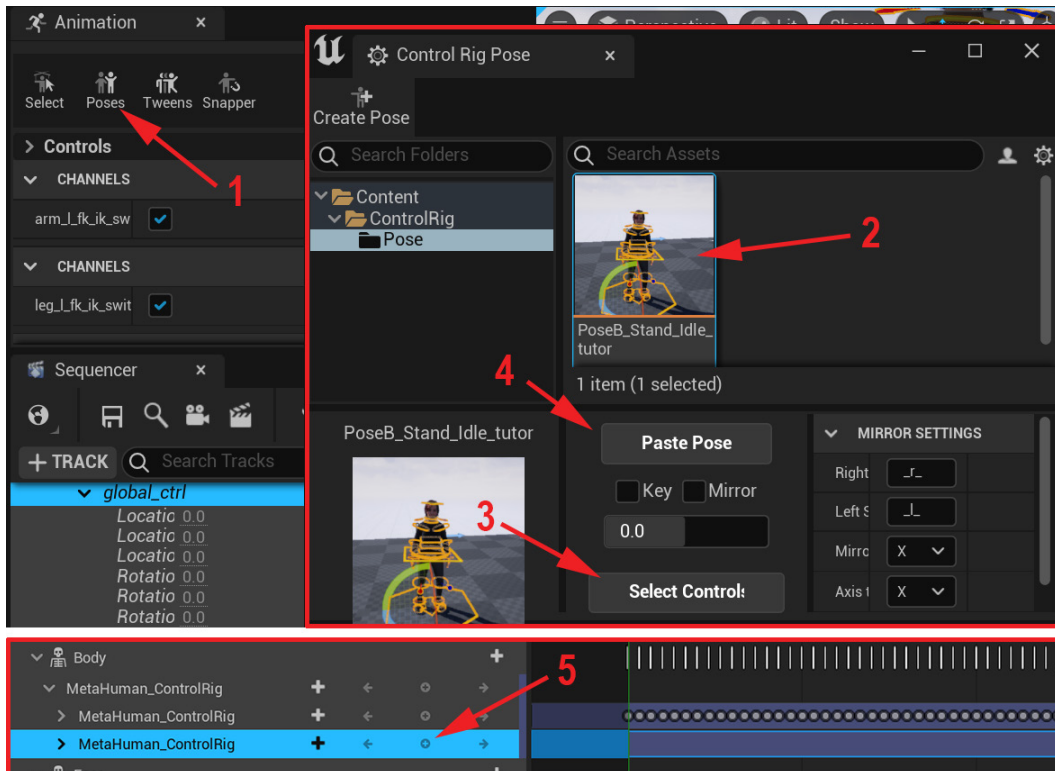 Animation
Select Poses Tweens Snapper
Controls
CHANNELS
arm_l_fk_ik_sw
CHANNELS
leg_l_fk_ik_swit
1
Control Rig Pose
Create Pose
Search Folders
Content
ControlRig
Pose
Search Assets
2
PoseB_Stand_Idle_
tutor
1 item (1 selected)
PoseB_Stand_Idle_tutor
4
Paste Pose
Key Mirror
0.0
3
Select Control
MIRROR SETTINGS
Right _r_
Left S _l_
Mirrc X
Axis t X
Sequencer
+ TRACK Search Tracks
global_ctrl
Locatic 0.0
Locatic 0.0
Locatic 0.0
Rotatio 0.0
Rotatio 0.0
Rotatio 0.0
Body
MetaHuman_ControlRig
MetaHuman_ControlRig
MetaHuman_ControlRig
5